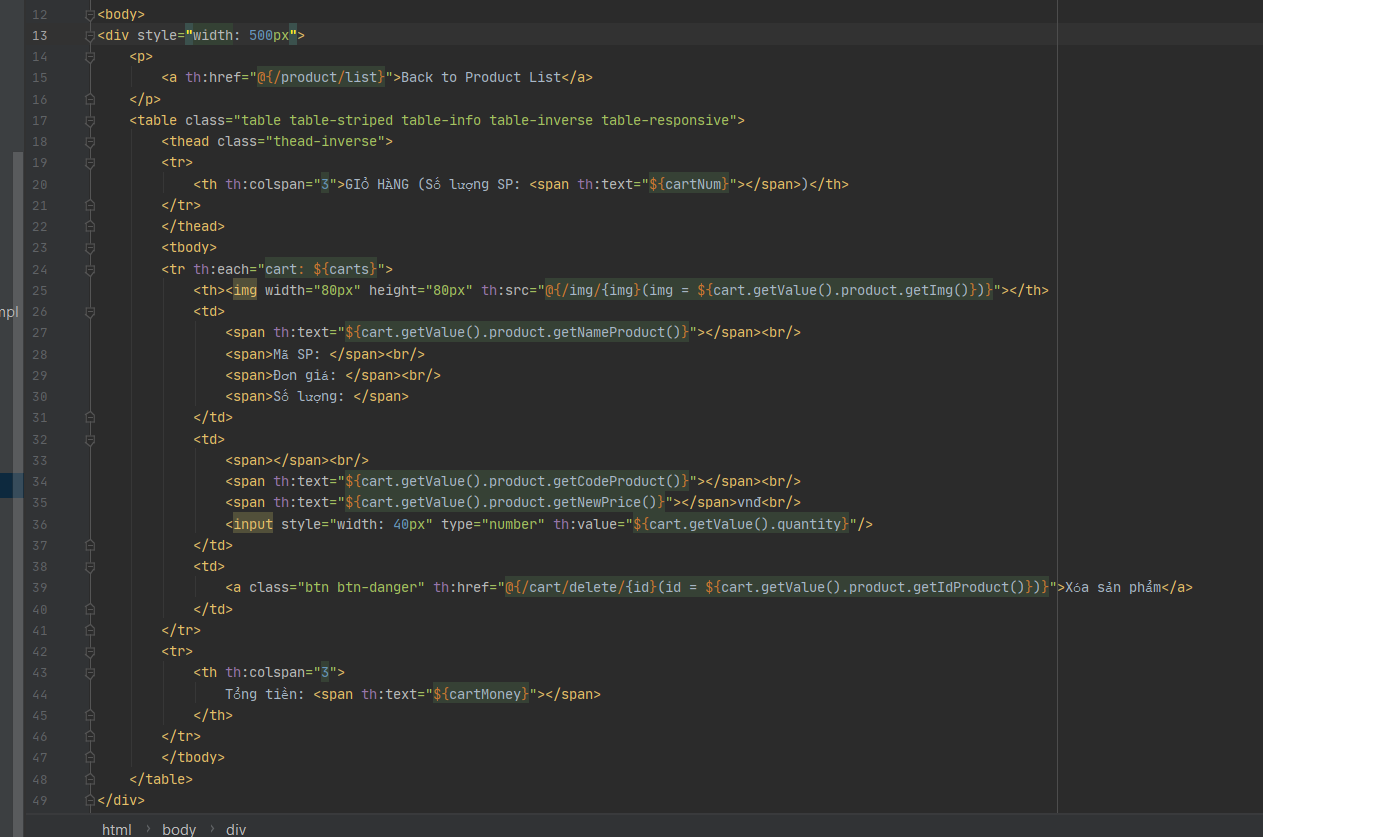 12 <body>
13 <div style="width: 500px">
14 <p>
15 <a th:href="@{/product/list}">Back to Product List</a>
16 </p>
17 <table class="table table-striped table-info table-inverse table-responsive">
18 <thead class="thead-inverse">
19 <tr>
20 <th th:colspan="3">GIỎ HÀNG (Số lượng SP: <span th:text="${cartNum}"></span>)</th>
21 </tr>
22 </thead>
23 <tbody>
24 <tr th:each="cart: ${carts}">
25 <th><img width="80px" height="80px" th:src="@{/img/{img}(img = ${cart.getValue().product.getImg()})}"></th>
mpl 26 <td>
27 <span th:text="${cart.getValue().product.getNameProduct()}"></span><br/>
28 <span>Mã SP: </span><br/>
29 <span>Đơn giá: </span><br/>
30 <span>Số lượng: </span>
31 </td>
32 <td>
33 <span></span><br/>
34 <span th:text="${cart.getValue().product.getCodeProduct()}"></span><br/>
35 <span th:text="${cart.getValue().product.getNewPrice()}"></span>vnđ<br/>
36 <input style="width: 40px" type="number" th:value="${cart.getValue().quantity}"/>
37 </td>
38 <td>
39 <a class="btn btn-danger" th:href="@{/cart/delete/{id}(id = ${cart.getValue().product.getIdProduct()})}">Xóa sản phẩm</a>
40 </td>
41 </tr>
42 <tr>
43 <th th:colspan="3">
44 Tổng tiền: <span th:text="${cartMoney}"></span>
45 </th>
46 </tr>
47 </tbody>
48 </table>
49 </div>
html › body › div